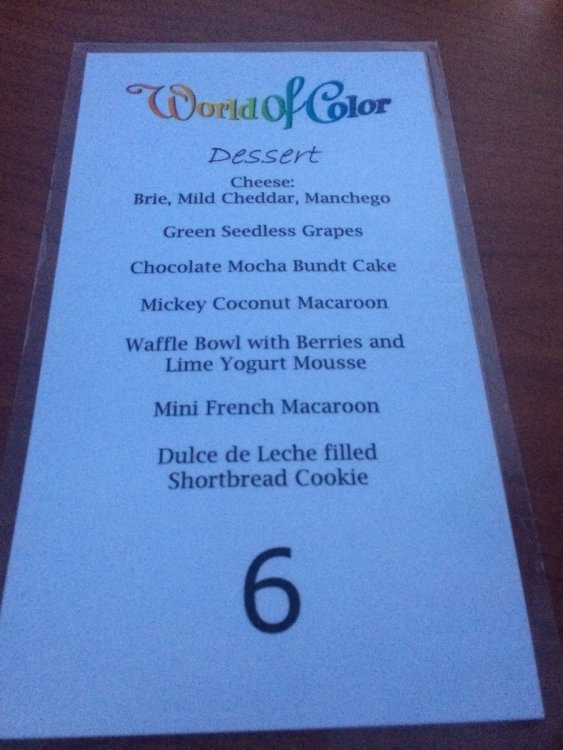 World Of Color
Dessert
Cheese:
Brie, Mild Cheddar, Manchego
Green Seedless Grapes
Chocolate Mocha Bundt Cake
Mickey Coconut Macaroon
Waffle Bowl with Berries and
Lime Yogurt Mousse
Mini French Macaroon
Dulce de Leche filled
Shortbread Cookie
6